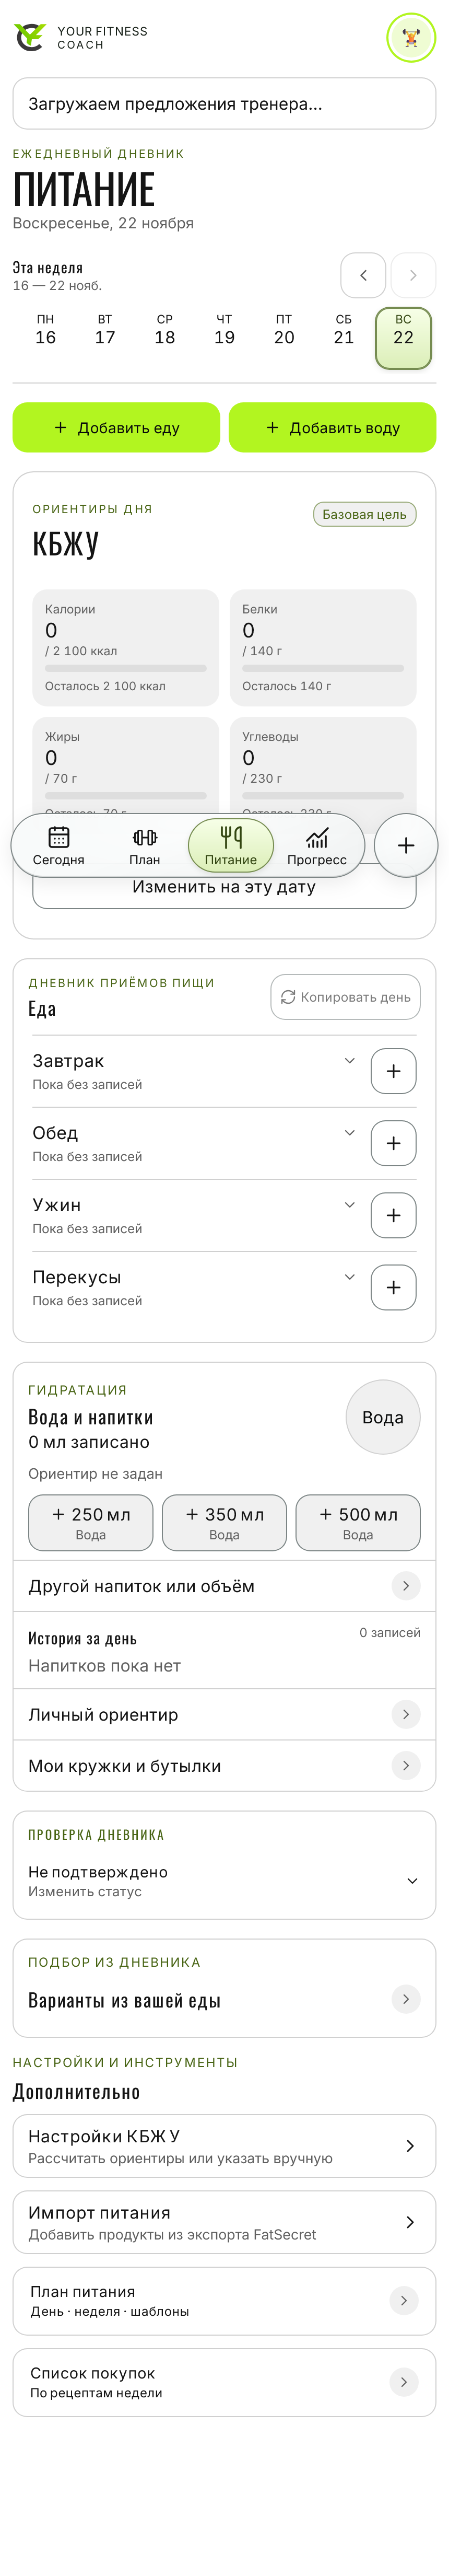 YOUR FITNESS
COACH
Загружаем предложения тренера...
ЕЖЕДНЕВНЫЙ ДНЕВНИК
ПИТАНИЕ
Воскресенье, 22 ноября
Эта неделя
16 — 22 нояб.
ПН ВТ СР ЧТ ПТ СБ ВС
16 17 18 19 20 21 22
+ Добавить еду + Добавить воду
ОРИЕНТИРЫ ДНЯ
Базовая цель
КБЖУ
Калории Белки
0 0
/ 2 100 ккал / 140 г
Осталось 2 100 ккал Осталось 140 г
Жиры Углеводы
0 0
/ 70 г / 230 г
Осталось 70 г Осталось 230 г
Сегодня План Питание Прогресс +
Изменить на эту дату
ДНЕВНИК ПРИЁМОВ ПИЩИ
Еда
Копировать день
Завтрак
Пока без записей
Обед
Пока без записей
Ужин
Пока без записей
Перекусы
Пока без записей
ГИДРАТАЦИЯ
Вода и напитки
Вода
0 мл записано
Ориентир не задан
+ 250 мл + 350 мл + 500 мл
Вода Вода Вода
Другой напиток или объём
История за день
0 записей
Напитков пока нет
Личный ориентир
Мои кружки и бутылки
ПРОВЕРКА ДНЕВНИКА
Не подтверждено
Изменить статус
ПОДБОР ИЗ ДНЕВНИКА
Варианты из вашей еды
НАСТРОЙКИ И ИНСТРУМЕНТЫ
Дополнительно
Настройки КБЖУ
Рассчитать ориентиры или указать вручную
Импорт питания
Добавить продукты из экспорта FatSecret
План питания
День · неделя · шаблоны
Список покупок
По рецептам недели